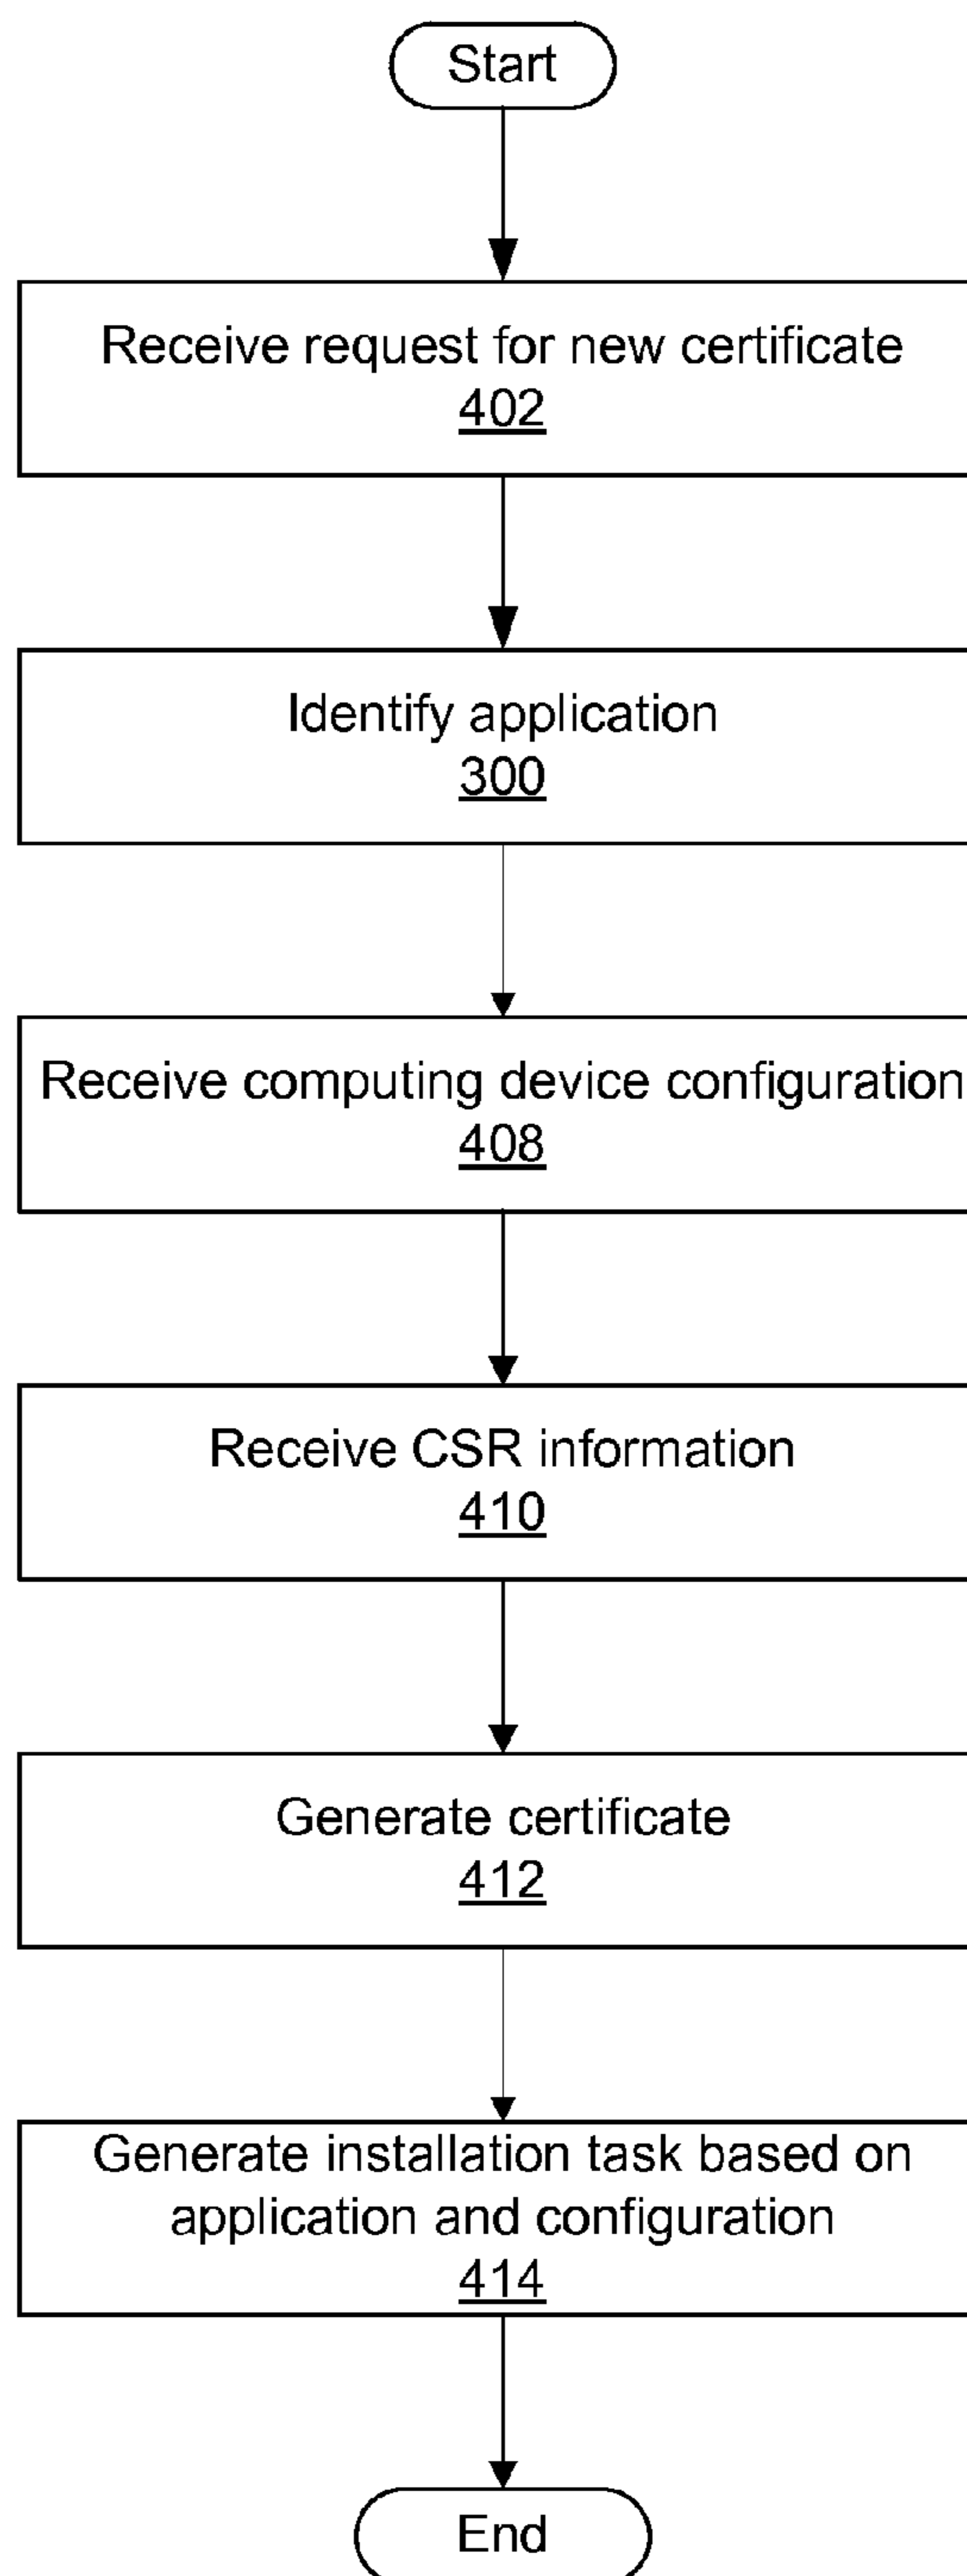 Start
Receive request for new certificate
402
Identify application
300
Receive computing device configuration
408
Receive CSR information
410
Generate certificate
412
Generate installation task based on
application and configuration
414
End